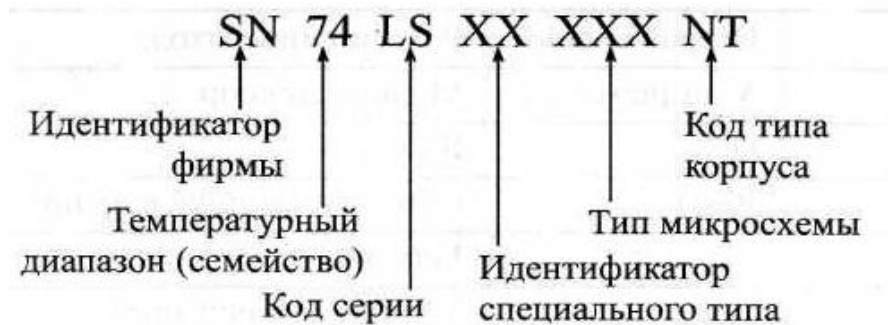 SN 74 LS XX XXX NT
Идентификатор
фирмы
Код типа
корпуса
Температурный
диапазон (семейство)
Тип микросхемы
Код серии
Идентификатор
специального типа